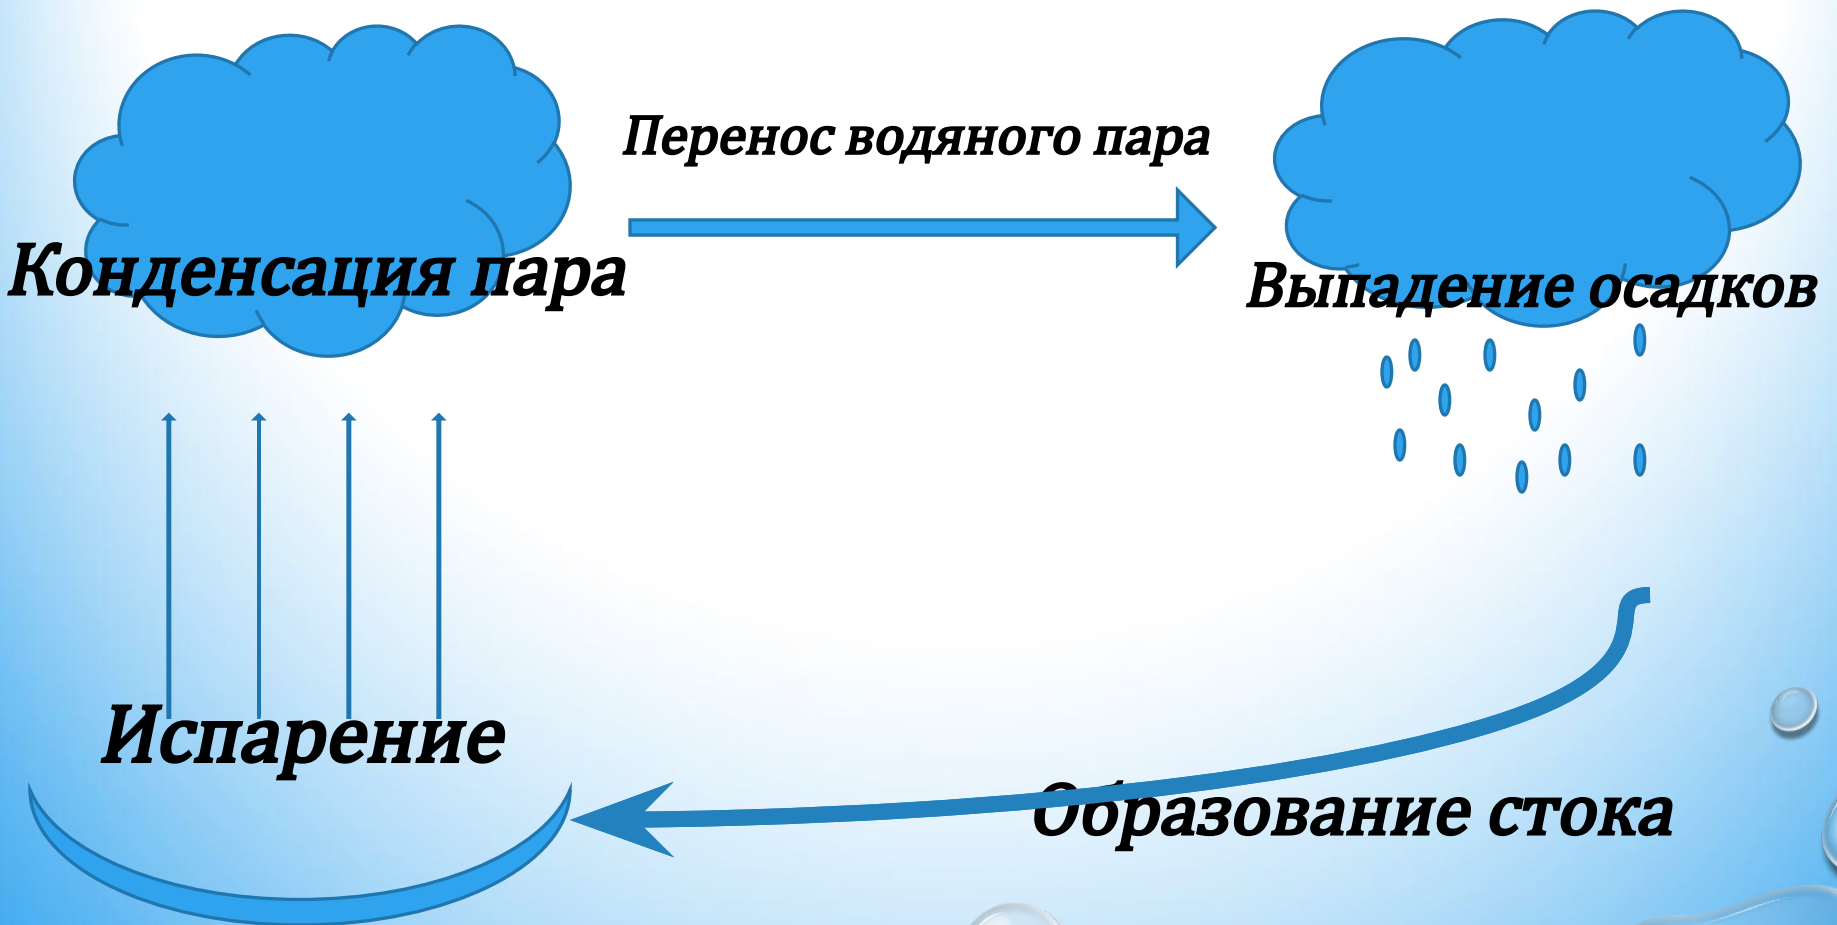 Перенос водяного пара
Конденсация пара
Выпадение осадков
Испарение
Образование стока